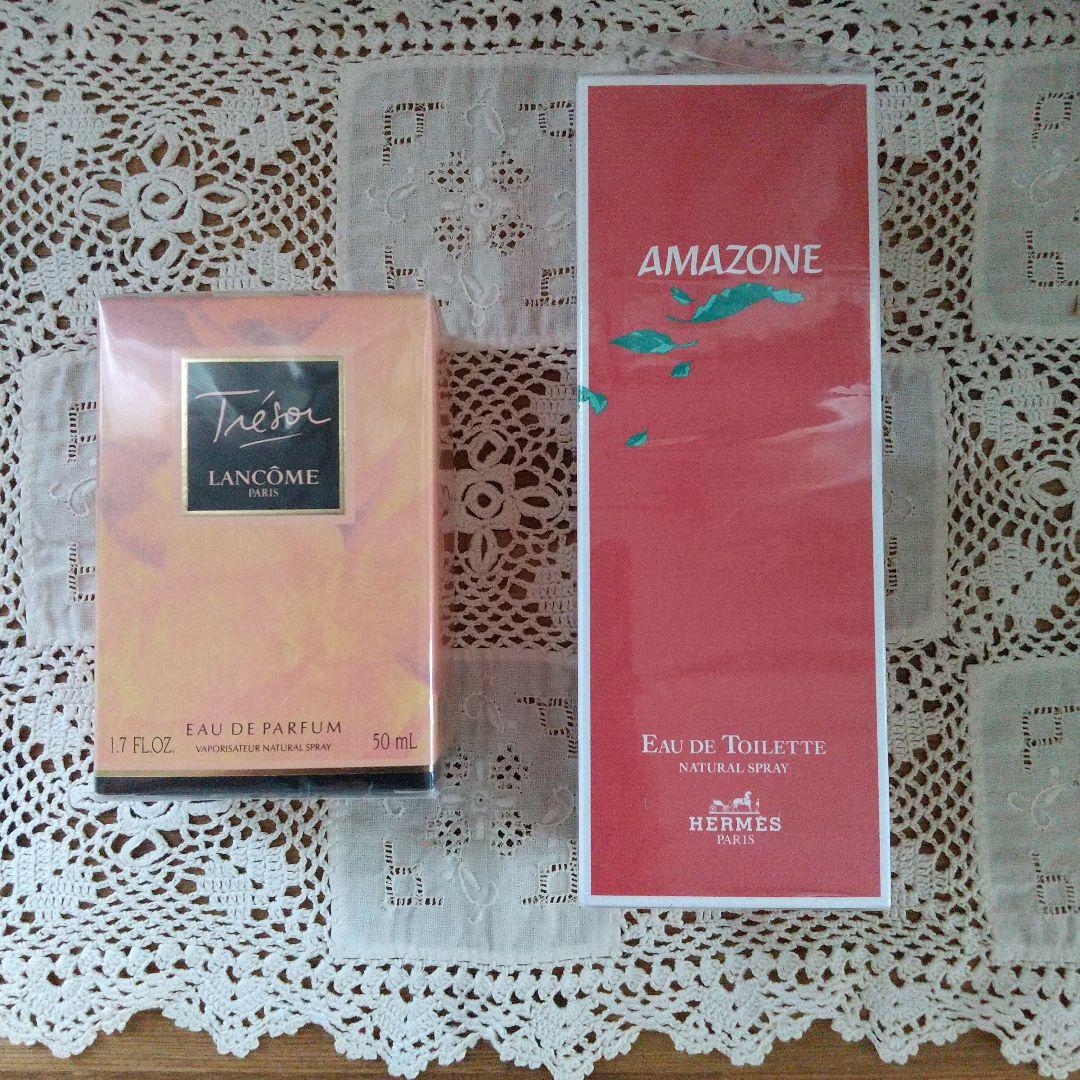 Trésor
LANCÔME
PARIS
EAU DE PARFUM
1.7 FL.OZ. VAPORISATEUR NATURAL SPRAY 50 mL
AMAZONE
EAU DE TOILETTE
NATURAL SPRAY
HERMÈS
PARIS